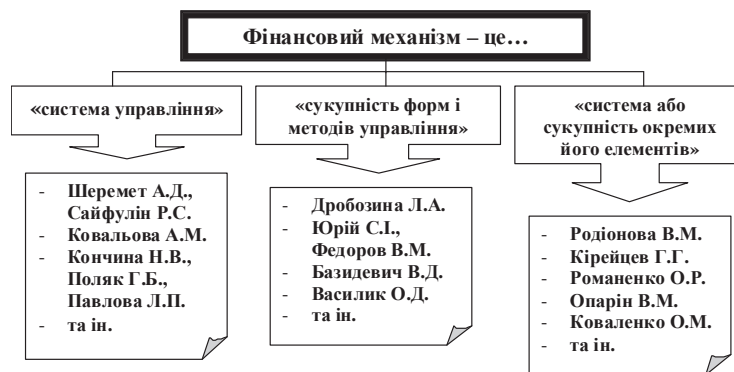 Фінансовий механізм – це…
«система управління»
- Шеремет А.Д.,
Сайфулін Р.С.
- Ковальова А.М.
- Кончина Н.В.,
Поляк Г.Б.,
Павлова Л.П.
- та ін.
«сукупність форм і
методів управління»
- Дробозина Л.А.
- Юрій С.І.,
Федоров В.М.
- Базидевич В.Д.
- Василик О.Д.
- та ін.
«система або
сукупність окремих
його елементів»
- Родіонова В.М.
- Кірейцев Г.Г.
- Романенко О.Р.
- Опарін В.М.
- Коваленко О.М.
- та ін.